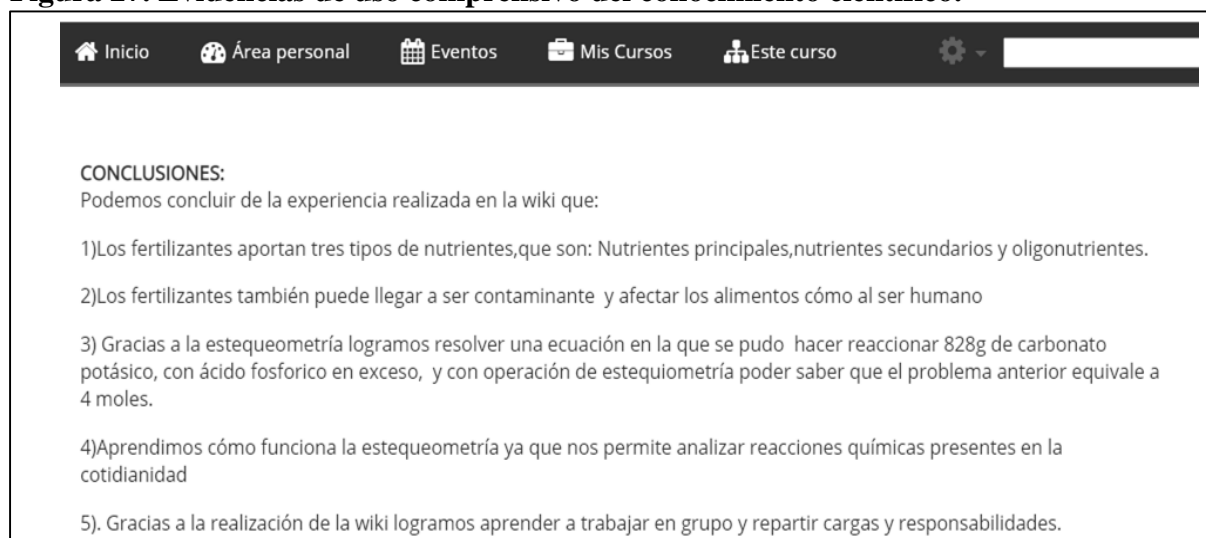 Inicio Área personal Eventos Mis Cursos Este curso
CONCLUSIONES:
Podemos concluir de la experiencia realizada en la wiki que:
1)Los fertilizantes aportan tres tipos de nutrientes,que son: Nutrientes principales,nutrientes secundarios y oligonutrientes.
2)Los fertilizantes también puede llegar a ser contaminante y afectar los alimentos cómo al ser humano
3) Gracias a la estequeometría logramos resolver una ecuación en la que se pudo hacer reaccionar 828g de carbonato
potásico, con ácido fosforico en exceso, y con operación de estequiometría poder saber que el problema anterior equivale a
4 moles.
4)Aprendimos cómo funciona la estequeometría ya que nos permite analizar reacciones químicas presentes en la
cotidianidad
5). Gracias a la realización de la wiki logramos aprender a trabajar en grupo y repartir cargas y responsabilidades.